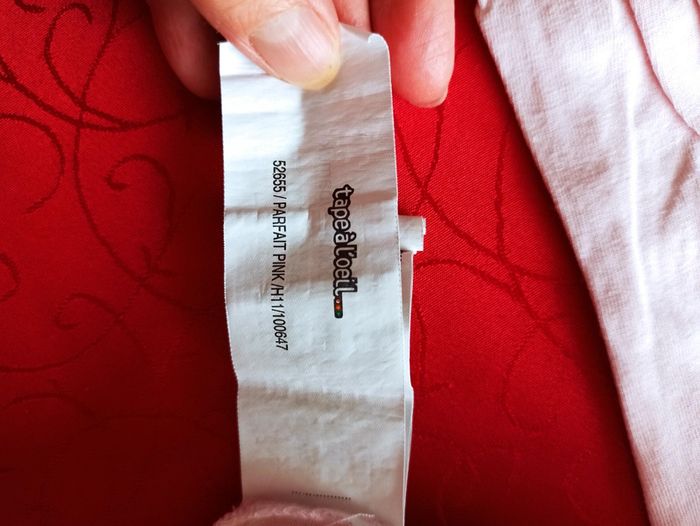 tape à l'oeil...
52655 / PARFAIT PINK /H11/100647